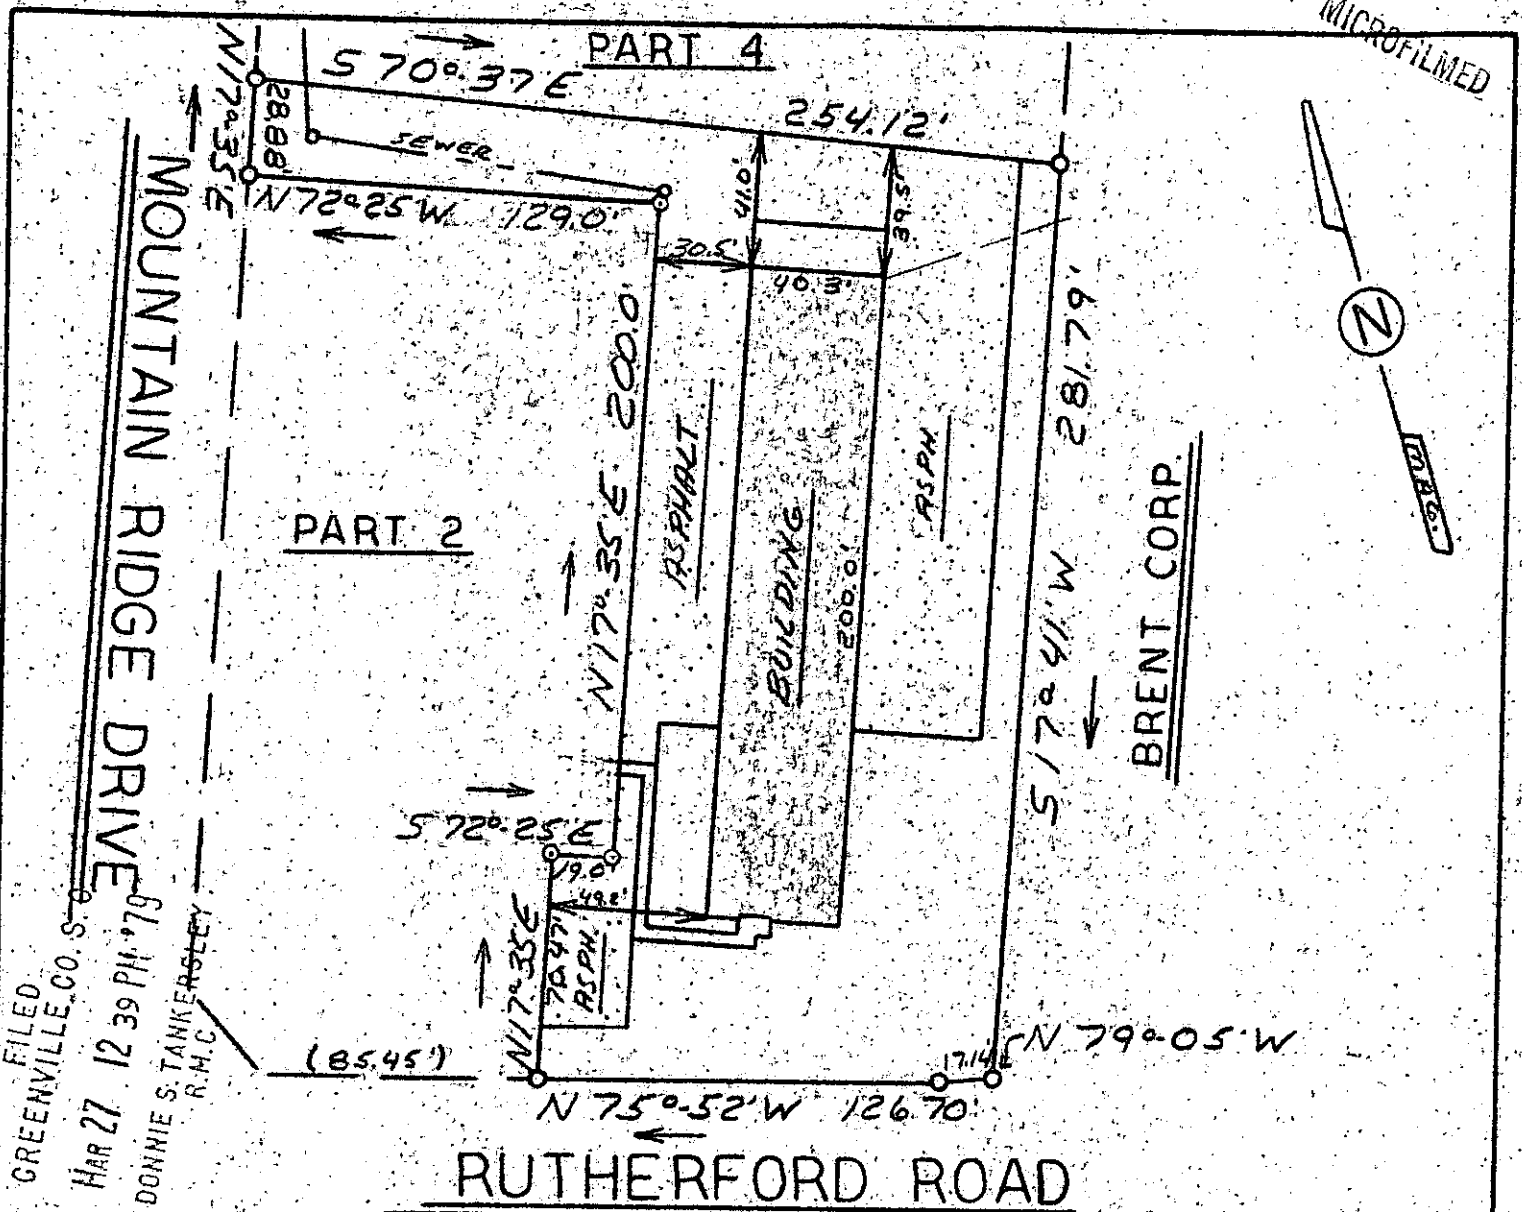 MICROFILMED
PART 4
S 70°-37'E
254.12'
N 17°-35'E
28.88'
SEWER
N 72°-25'W 129.0'
41.0'
39.5'
30.5'
40.3'
MOUNTAIN RIDGE DRIVE
N 17°-35'E 200.0'
ASPHALT
BUILDING
200.0'
ASPH.
281.79'
S 17°-41'W
BRENT CORP.
N
PART 2
S 72°-25'E
19.0'
49.2'
N 17°-35'E
70.47'
ASPH.
(85.45')
17.14'
N 79°-05'W
N 75°-52'W 126.70'
RUTHERFORD ROAD
FILED
GREENVILLE, CO. S.C
MAR 27 12 39 PM '79
DONNIE S. TANKERSLEY
R.M.C